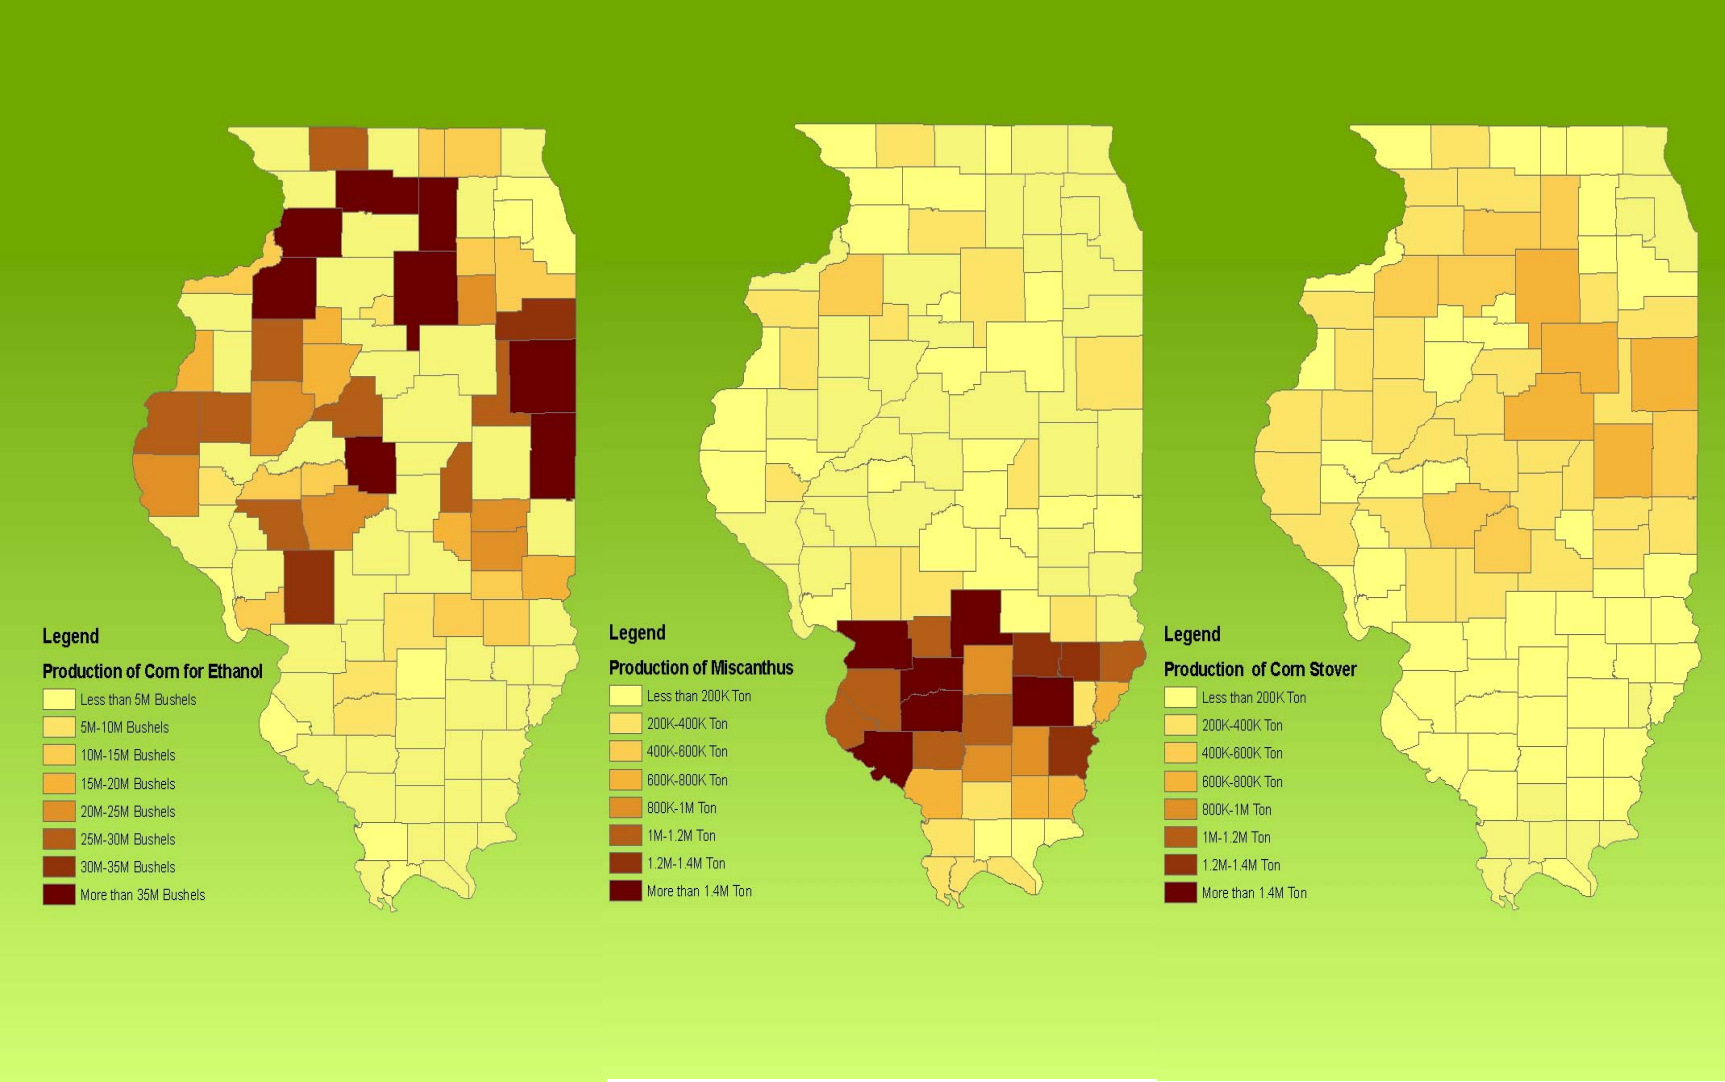 Legend
Production of Corn for Ethanol
Less than 5M Bushels
5M-10M Bushels
10M-15M Bushels
15M-20M Bushels
20M-25M Bushels
25M-30M Bushels
30M-35M Bushels
More than 35M Bushels
Legend
Production of Miscanthus
Less than 200K Ton
200K-400K Ton
400K-600K Ton
600K-800K Ton
800K-1M Ton
1M-1.2M Ton
1.2M-1.4M Ton
More than 1.4M Ton
Legend
Production of Corn Stover
Less than 200K Ton
200K-400K Ton
400K-600K Ton
600K-800K Ton
800K-1M Ton
1M-1.2M Ton
1.2M-1.4M Ton
More than 1.4M Ton